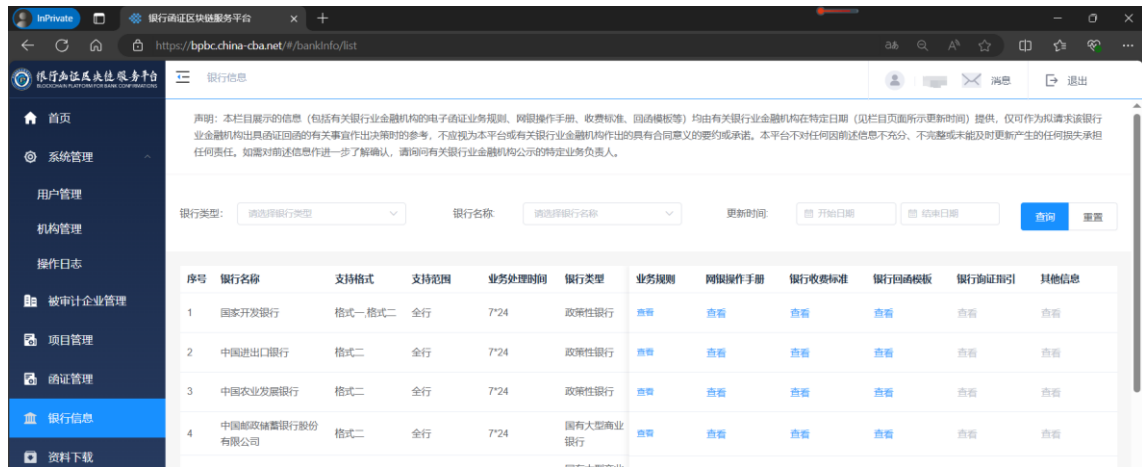 InPrivate
银行函证区块链服务平台
https://bpbc.china-cba.net/#/bankInfo/list
银行函证区块链服务平台
BLOCKCHAIN PLATFORM FOR BANK CONFIRMATIONS
银行信息
消息
退出
首页
系统管理
用户管理
机构管理
操作日志
被审计企业管理
项目管理
函证管理
银行信息
资料下载
声明：本栏目展示的信息（包括有关银行业金融机构的电子函证业务规则、网银操作手册、收费标准、回函模板等）均由有关银行业金融机构在特定日期（见栏目页面所示更新时间）提供，仅可作为拟请求该银行
业金融机构出具函证回函的有关事宜作出决策时的参考，不应视为本平台或有关银行业金融机构作出的具有合同意义的要约或承诺。本平台不对任何因前述信息不充分、不完整或未能及时更新产生的任何损失承担
任何责任。如需对前述信息作进一步了解确认，请询问有关银行业金融机构公示的特定业务负责人。
银行类型: 请选择银行类型 银行名称: 请选择银行名称 更新时间: 开始日期 结束日期 查询 重置
序号 银行名称 支持格式 支持范围 业务处理时间 银行类型 业务规则 网银操作手册 银行收费标准 银行回函模板 银行询证指引 其他信息
1 国家开发银行 格式一,格式二 全行 7*24 政策性银行 查看 查看 查看 查看 查看 查看
2 中国进出口银行 格式二 全行 7*24 政策性银行 查看 查看 查看 查看 查看 查看
3 中国农业发展银行 格式二 全行 7*24 政策性银行 查看 查看 查看 查看 查看 查看
4 中国邮政储蓄银行股份有限公司 格式二 全行 7*24 国有大型商业银行 查看 查看 查看 查看 查看 查看